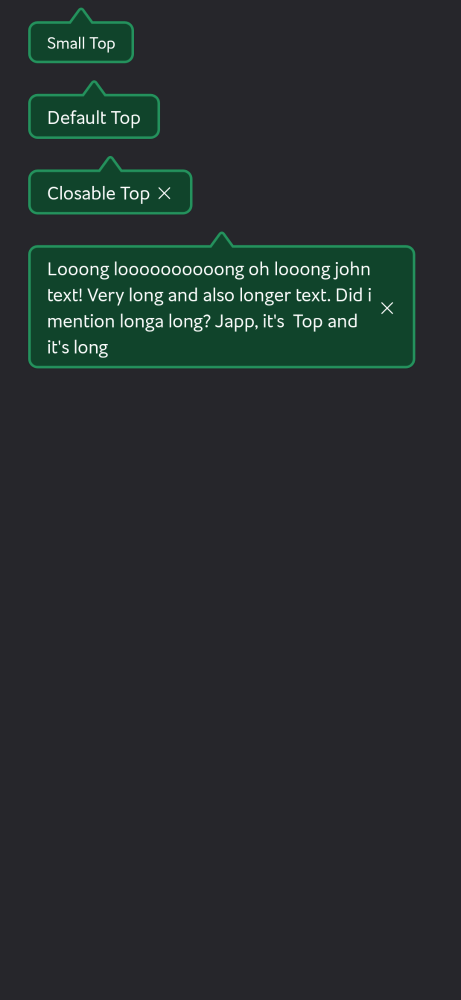 Small Top
Default Top
Closable Top
Looong loooooooooong oh looong john
text! Very long and also longer text. Did i
mention longa long? Japp, it's  Top and
it's long